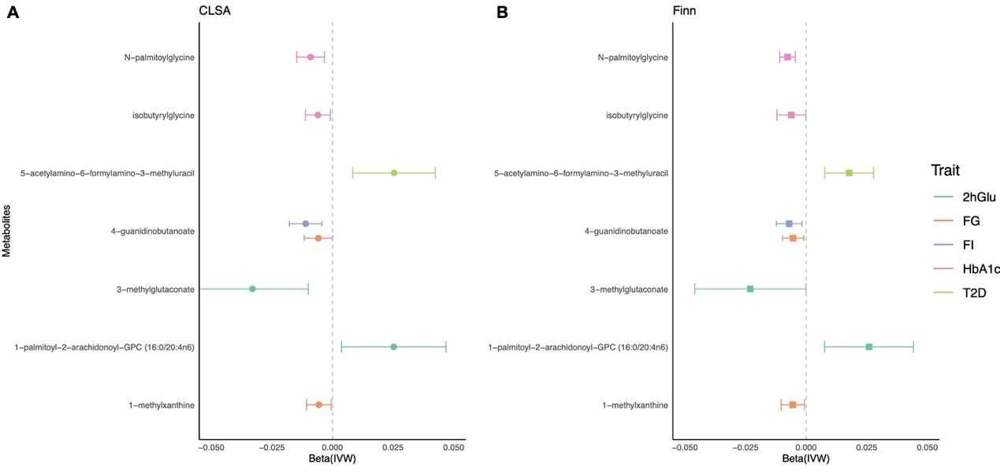 A
CLSA
Metabolites
N−palmitoylglycine
isobutyrylglycine
5−acetylamino−6−formylamino−3−methyluracil
4−guanidinobutanoate
3−methylglutaconate
1−palmitoyl−2−arachidonoyl−GPC (16:0/20:4n6)
1−methylxanthine
−0.050 −0.025 0.000 0.025 0.050
Beta(IVW)
B
Finn
N−palmitoylglycine
isobutyrylglycine
5−acetylamino−6−formylamino−3−methyluracil
4−guanidinobutanoate
3−methylglutaconate
1−palmitoyl−2−arachidonoyl−GPC (16:0/20:4n6)
1−methylxanthine
−0.050 −0.025 0.000 0.025 0.050
Beta(IVW)
Trait
2hGlu
FG
FI
HbA1c
T2D